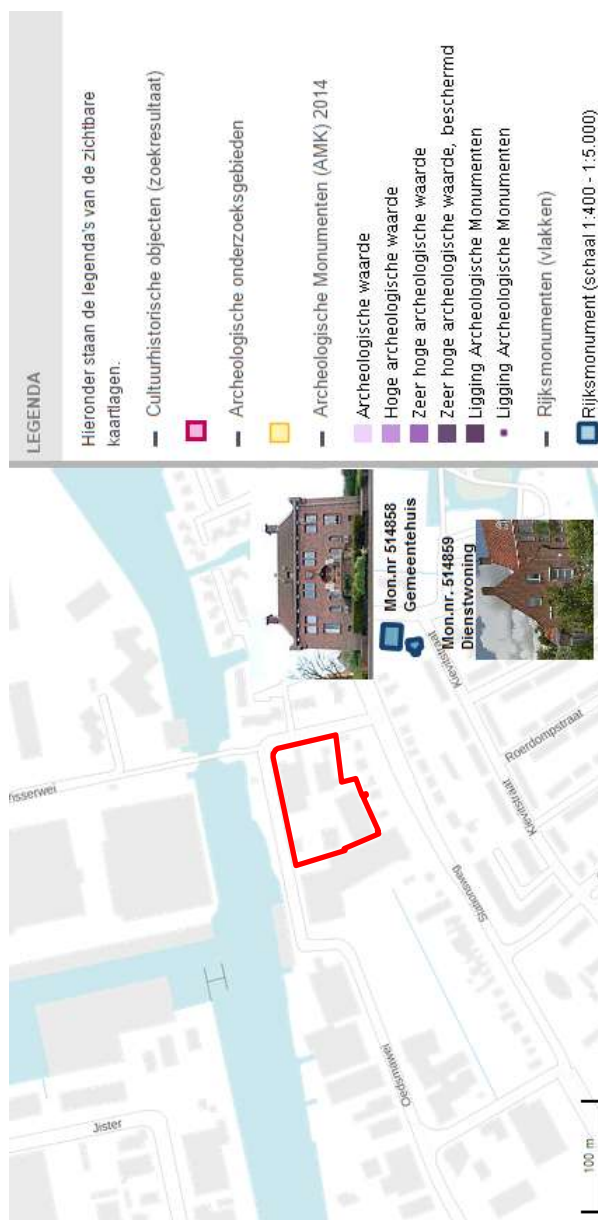 LEGENDA
Hieronder staan de legenda's van de zichtbare
kaartlagen.
Cultuurhistorische objecten (zoekresultaat)
Archeologische onderzoeksgebieden
Archeologische Monumenten (AMK) 2014
Archeologische waarde
Hoge archeologische waarde
Zeer hoge archeologische waarde
Zeer hoge archeologische waarde, beschermd
Ligging Archeologische Monumenten
Ligging Archeologische Monumenten
Rijksmonumenten (vlakken)
Rijksmonument (schaal 1:400 - 1:5.000)
nsserwei
Mon.nr 514858
Gemeentehuis
Mon.nr. 514859
Dienstwoning
Kievitstraat
Roerdompstraat
Kievitstraat
Stationsweg
Oedsmawei
Jister
100 m